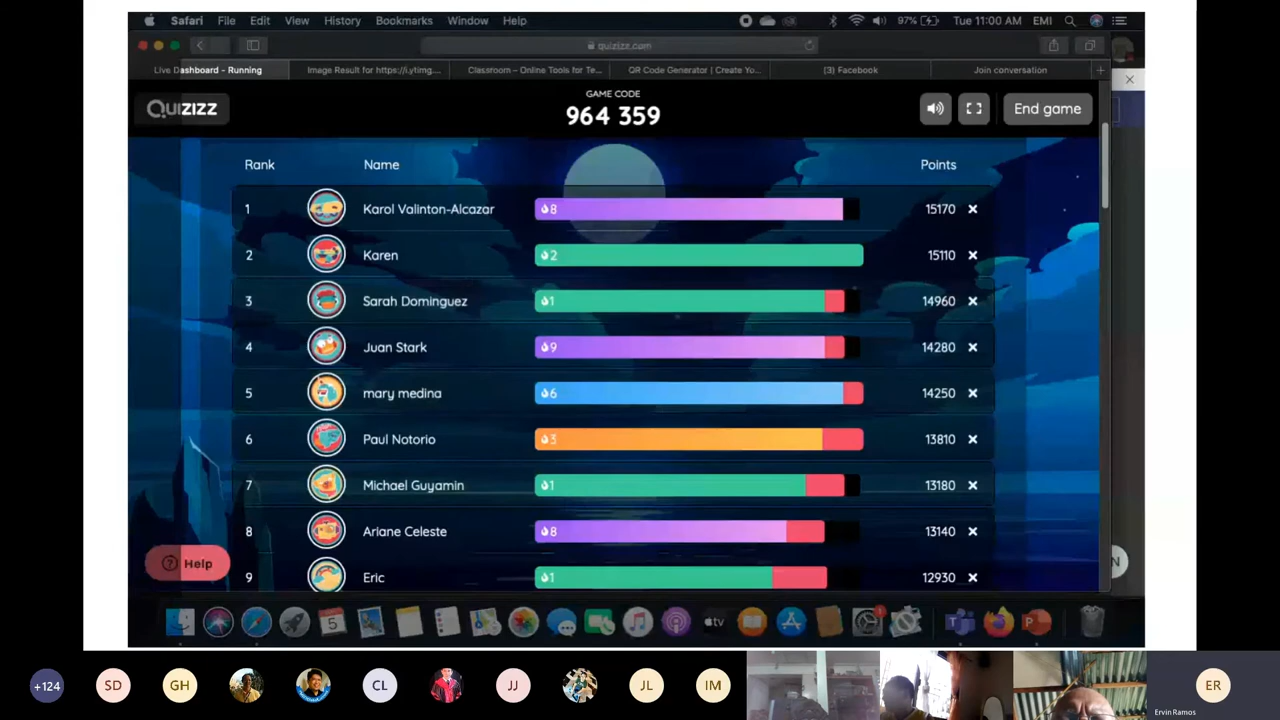 Safari File Edit View History Bookmarks Window Help 97% Tue 11:00 AM EMI
quizizz.com
Live Dashboard - Running Image Result for https://i.ytimg.... Classroom – Online Tools for Te... QR Code Generator | Create Yo... (3) Facebook Join conversation
QUIZIZZ
GAME CODE
964 359
End game
Rank Name Points
1 Karol Valinton-Alcazar 8 15170
2 Karen 2 15110
3 Sarah Dominguez 1 14960
4 Juan Stark 9 14280
5 mary medina 6 14250
6 Paul Notorio 3 13810
7 Michael Guyamin 1 13180
8 Ariane Celeste 8 13140
9 Eric 1 12930
? Help
N
5 tv
+124 SD GH CL JJ JL IM ER
Ervin Ramos